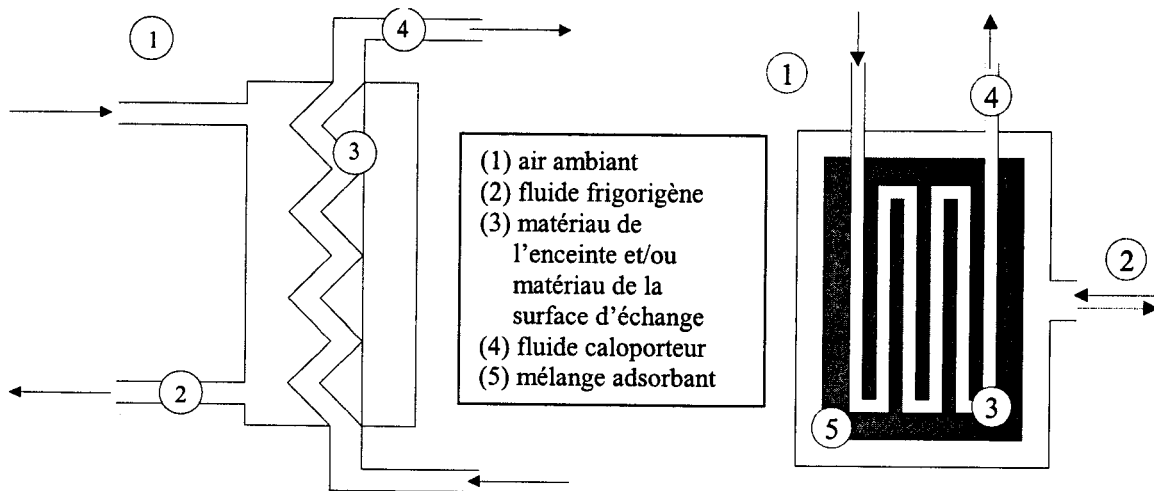 1
4
3
2
(1) air ambiant
(2) fluide frigorigène
(3) matériau de
l'enceinte et/ou
matériau de la
surface d'échange
(4) fluide caloporteur
(5) mélange adsorbant
1
4
2
3
5